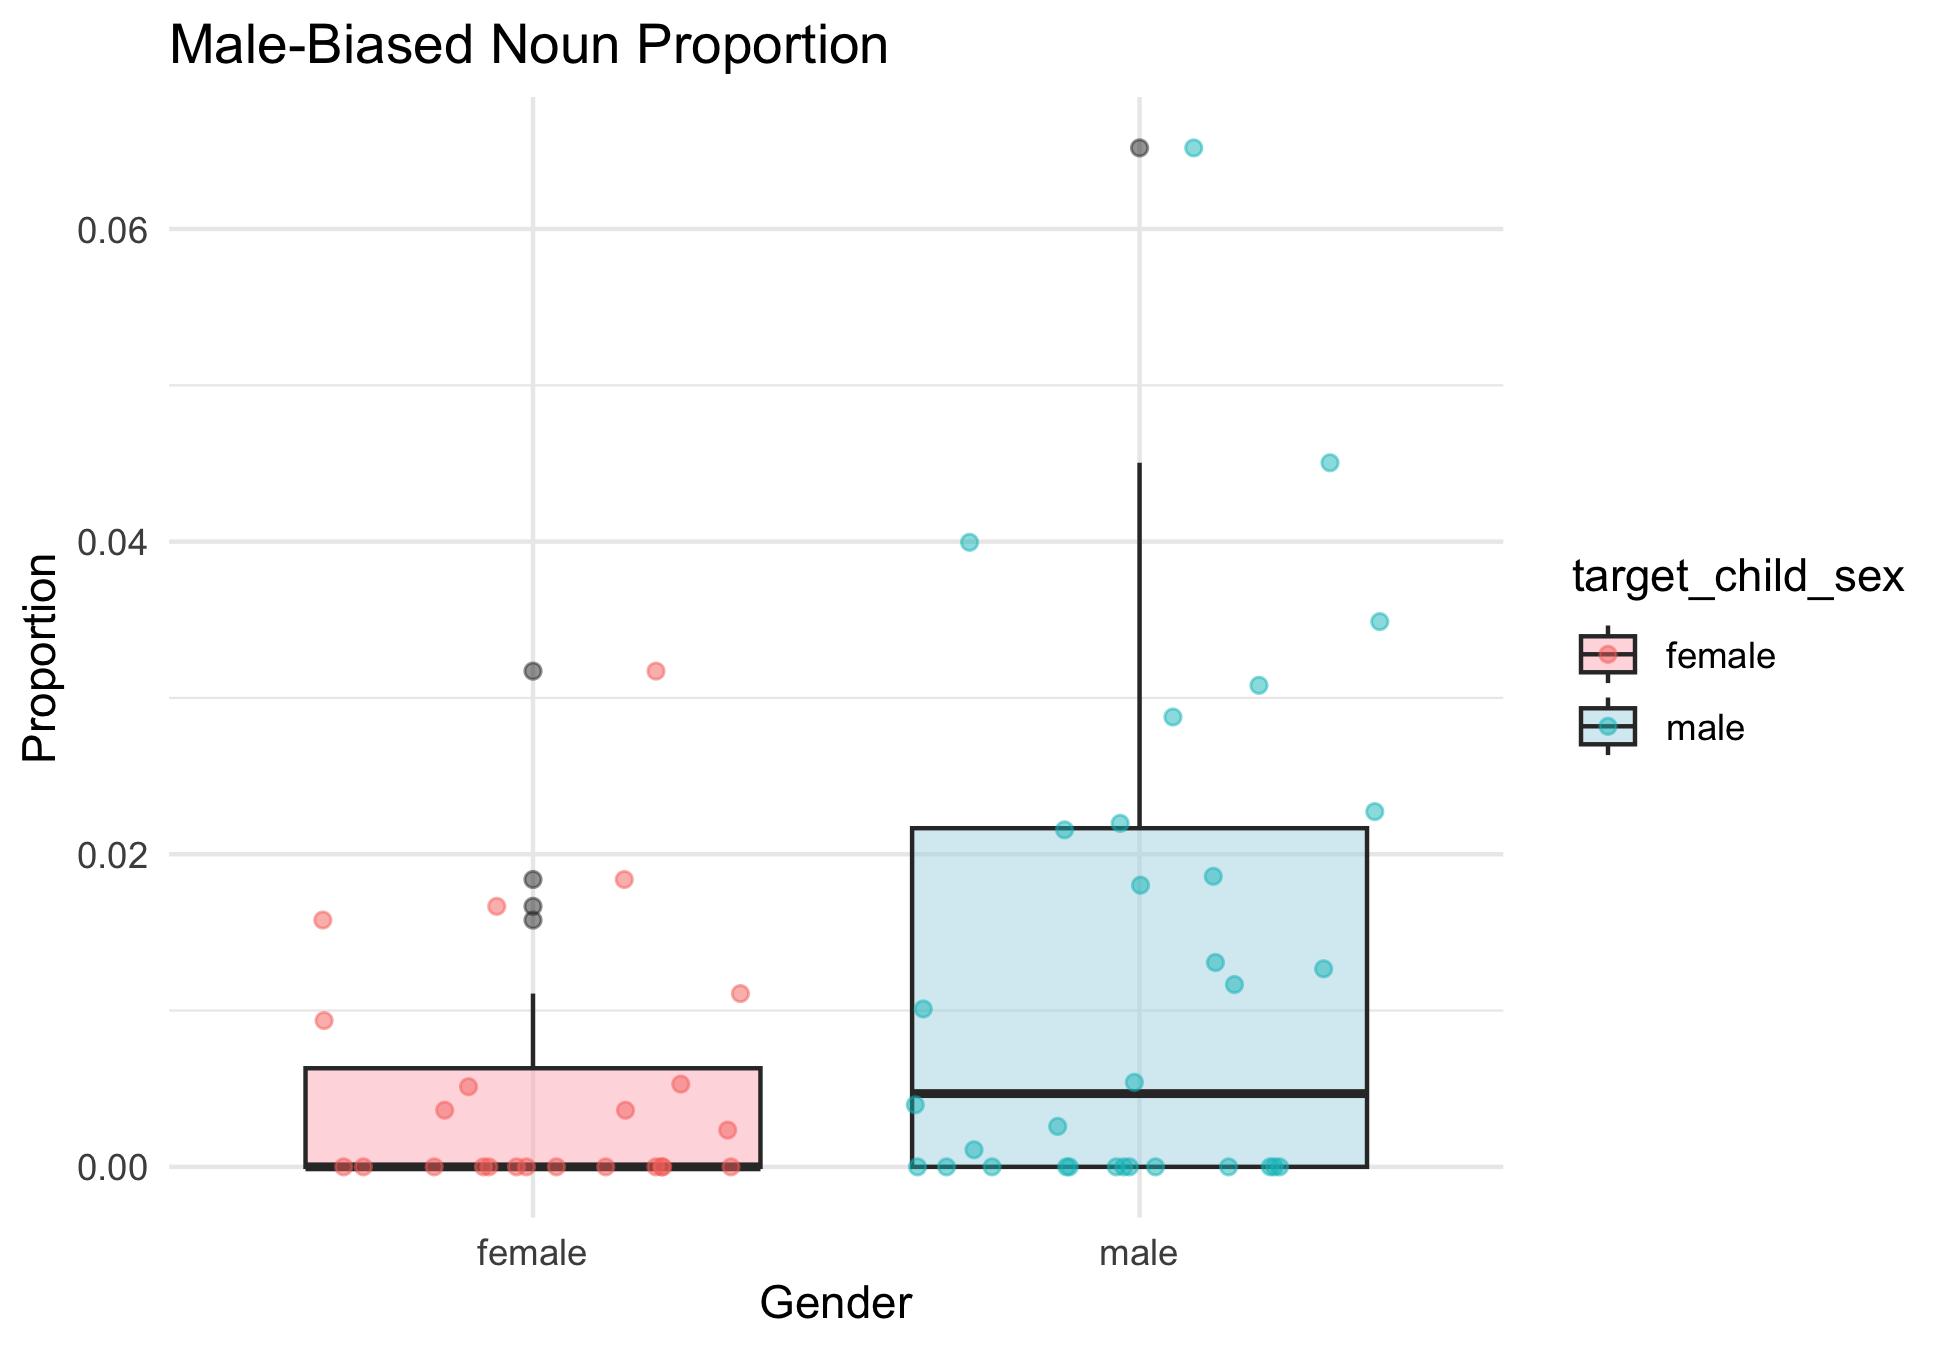 Male-Biased Noun Proportion
0.06
0.04
0.02
0.00
Proportion
female
male
Gender
target_child_sex
female
male